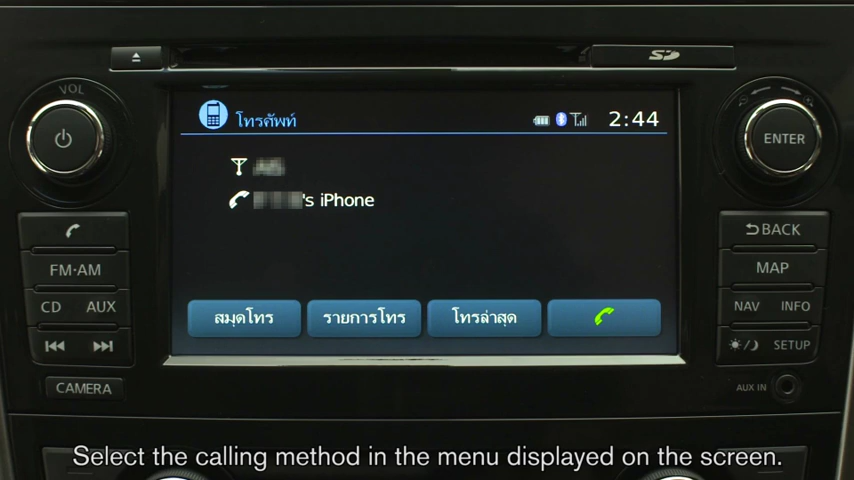 VOL
SD
โทรศัพท์
2:44
's iPhone
สมุดโทร
รายการโทร
โทรล่าสุด
ENTER
BACK
FM·AM
MAP
CD AUX
NAV INFO
SETUP
CAMERA
AUX IN
Select the calling method in the menu displayed on the screen.